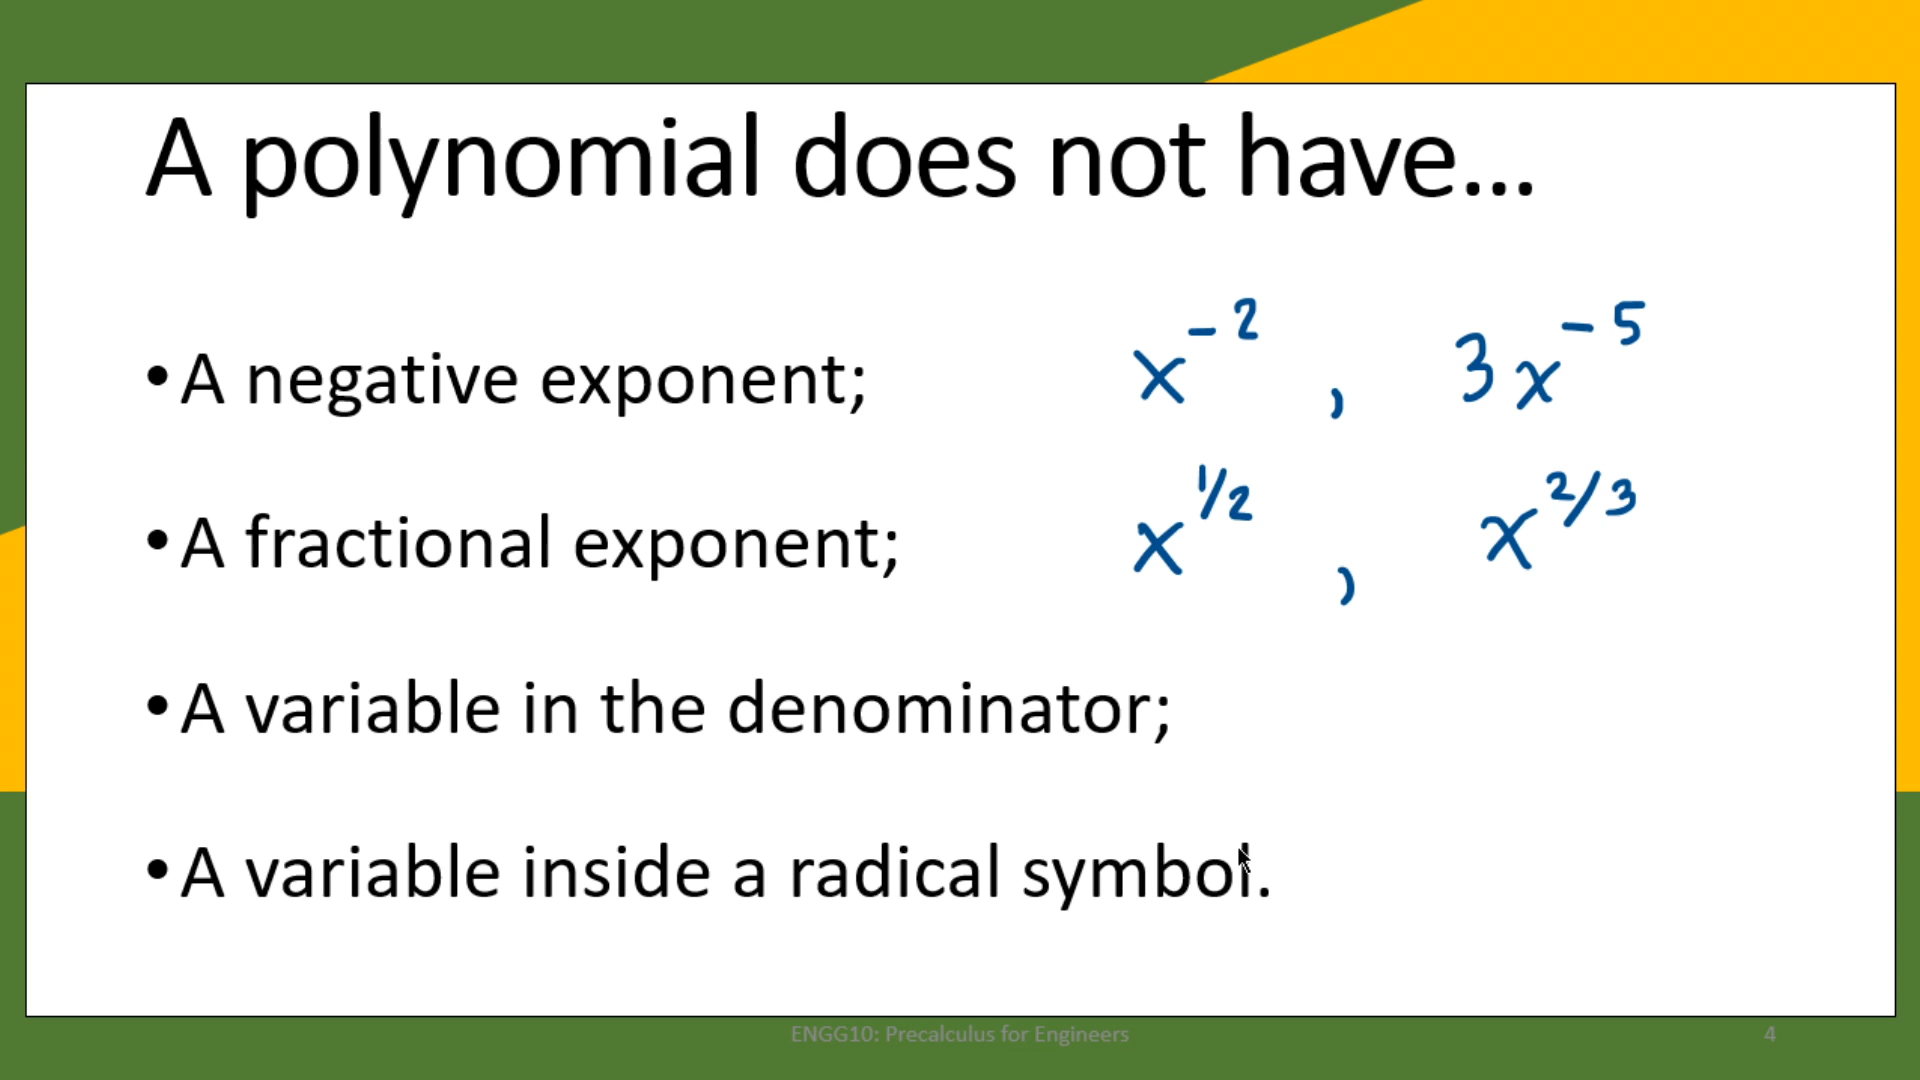 A polynomial does not have...
• A negative exponent; x⁻² , 3x⁻⁵
• A fractional exponent; x^1/2 , x^2/3
• A variable in the denominator;
• A variable inside a radical symbol.
ENGG10: Precalculus for Engineers 4